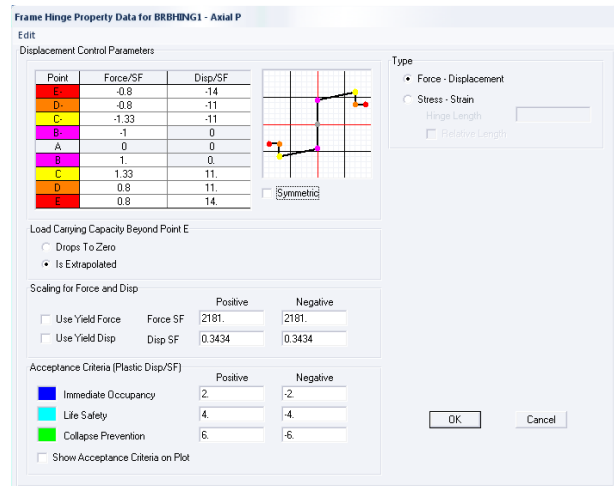 Frame Hinge Property Data for BRBHING1 - Axial P
Edit
Displacement Control Parameters
Point Force/SF Disp/SF
E- -0.8 -14
D- -0.8 -11
C- -1.33 -11
B- -1 0
A 0 0
B 1. 0.
C 1.33 11.
D 0.8 11.
E 0.8 14.
Symmetric
Type
Force - Displacement
Stress - Strain
Hinge Length
Relative Length
Load Carrying Capacity Beyond Point E
Drops To Zero
Is Extrapolated
Scaling for Force and Disp
Positive Negative
Use Yield Force Force SF 2181. 2181.
Use Yield Disp Disp SF 0.3434 0.3434
Acceptance Criteria (Plastic Disp/SF)
Positive Negative
Immediate Occupancy 2. -2.
Life Safety 4. -4.
Collapse Prevention 6. -6.
Show Acceptance Criteria on Plot
OK Cancel